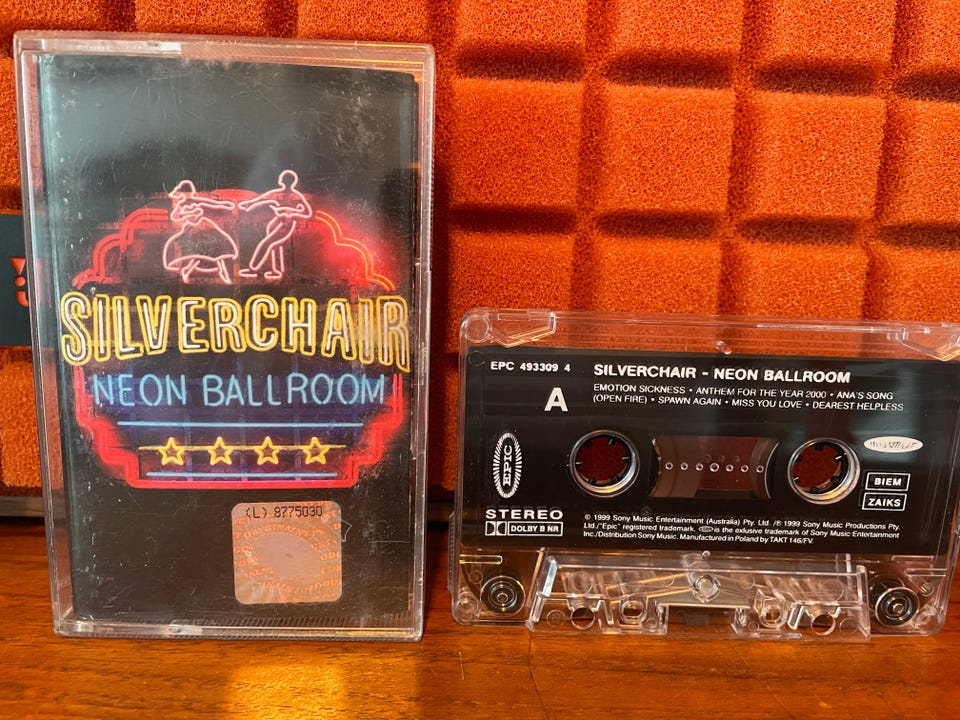 SILVERCHAIR
NEON BALLROOM
(L) 8775030
EPC 493309 4
SILVERCHAIR - NEON BALLROOM
A
EMOTION SICKNESS • ANTHEM FOR THE YEAR 2000 • ANA'S SONG
(OPEN FIRE) • SPAWN AGAIN • MISS YOU LOVE • DEAREST HELPLESS
EPIC
BIEM
ZAIKS
STEREO
DOLBY B NR
© 1999 Sony Music Entertainment (Australia) Pty. Ltd./℗ 1999 Sony Music Productions Pty.
Ltd./"Epic" registered trademark, is the exlusive trademark of Sony Music Entertainment
Inc./Distribution Sony Music. Manufactured in Poland by TAKT 146/FV.